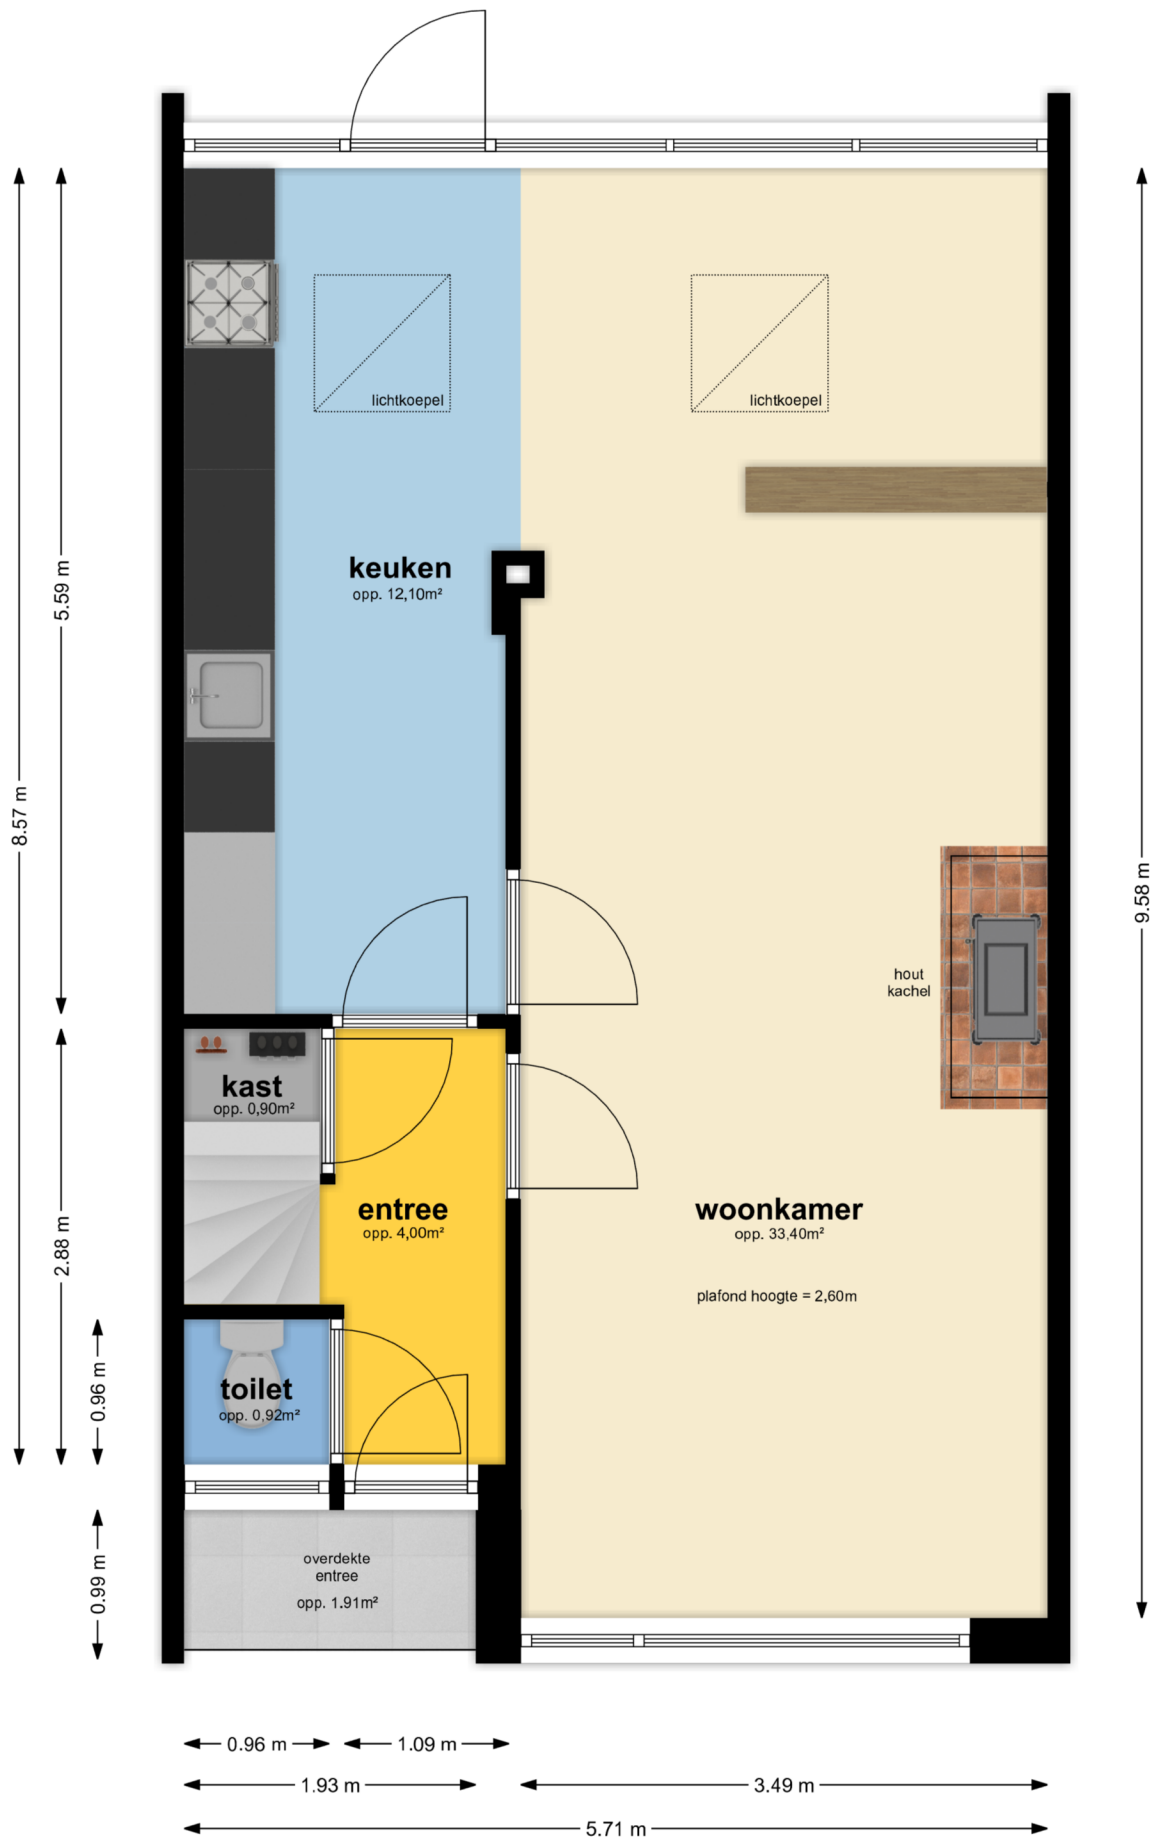 lichtkoepel
lichtkoepel
keuken
opp. 12,10m²
5.59 m
8.57 m
9.58 m
hout
kachel
kast
opp. 0,90m²
entree
opp. 4,00m²
woonkamer
opp. 33,40m²
2.88 m
plafond hoogte = 2,60m
toilet
opp. 0,92m²
0.96 m
overdekte
entree
opp. 1.91m²
0.99 m
0.96 m
1.09 m
1.93 m
3.49 m
5.71 m